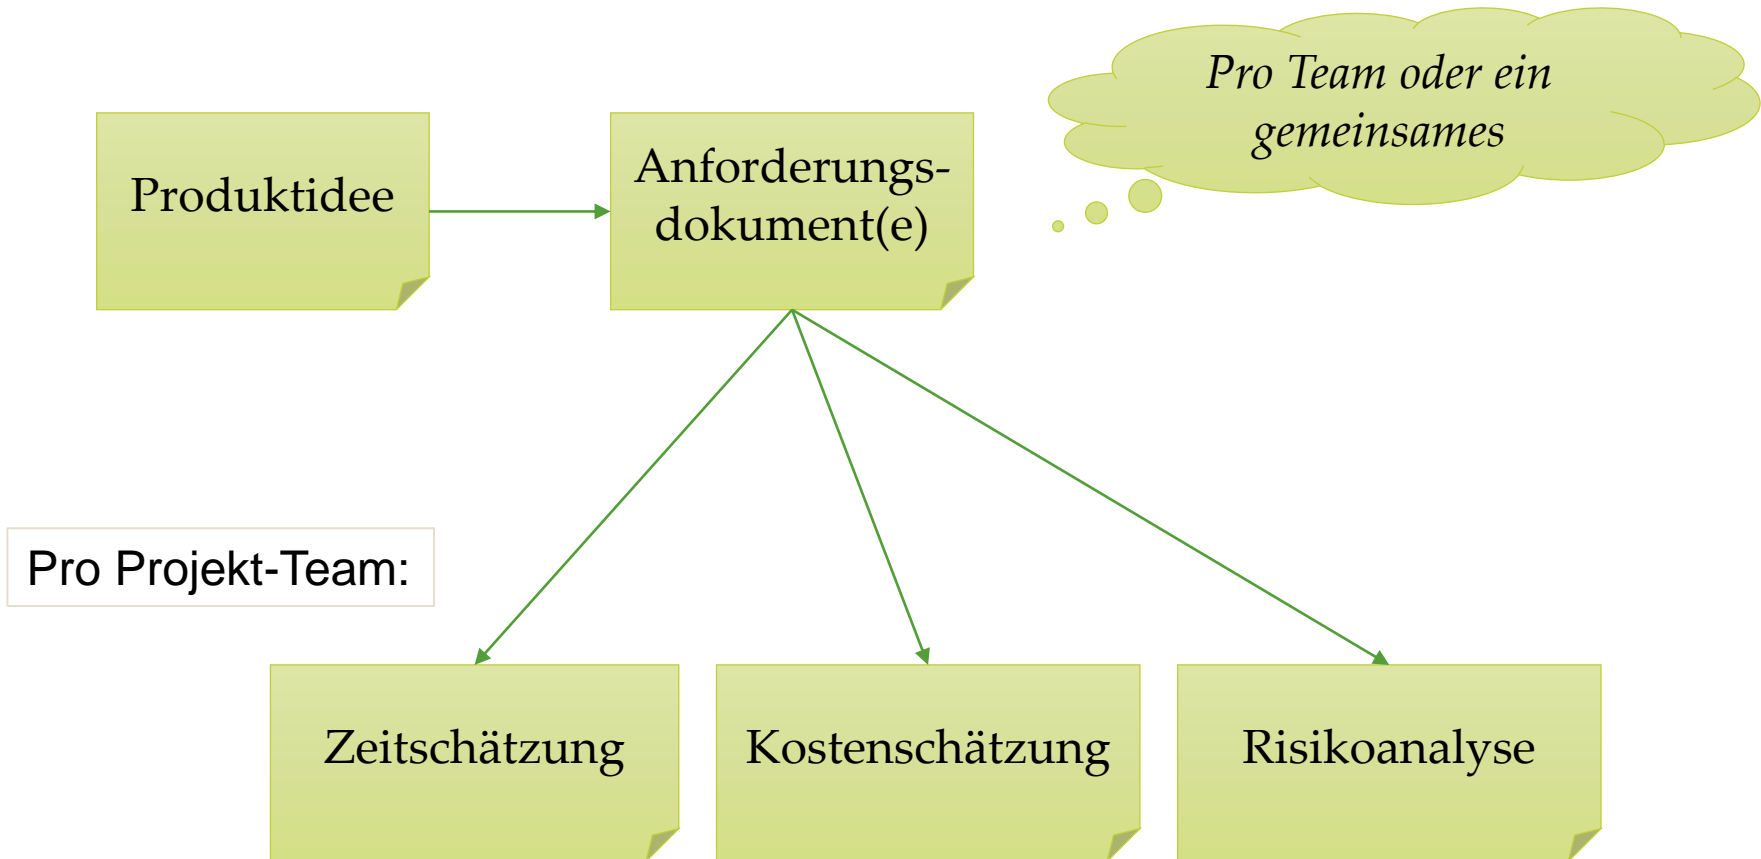 Pro Team oder ein
gemeinsames
Produktidee
Anforderungs-
dokument(e)
Pro Projekt-Team:
Zeitschätzung
Kostenschätzung
Risikoanalyse